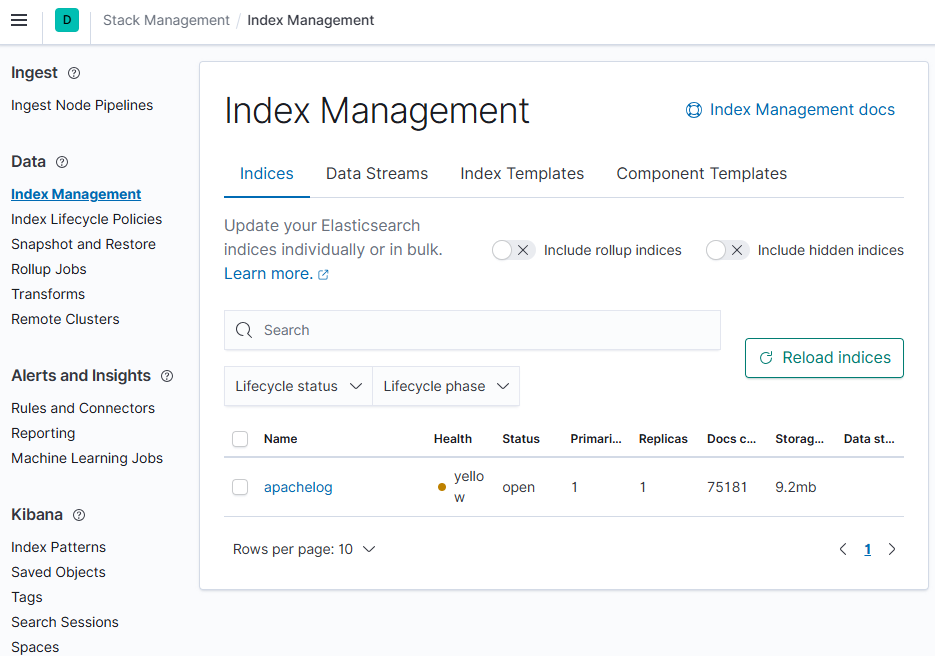 D
Stack Management / Index Management
Ingest
Ingest Node Pipelines
Data
Index Management
Index Lifecycle Policies
Snapshot and Restore
Rollup Jobs
Transforms
Remote Clusters
Alerts and Insights
Rules and Connectors
Reporting
Machine Learning Jobs
Kibana
Index Patterns
Saved Objects
Tags
Search Sessions
Spaces
Index Management
Index Management docs
Indices Data Streams Index Templates Component Templates
Update your Elasticsearch
indices individually or in bulk.
Learn more.
Include rollup indices
Include hidden indices
Search
Reload indices
Lifecycle status Lifecycle phase
Name Health Status Primari... Replicas Docs c... Storag... Data st...
apachelog yello
w open 1 1 75181 9.2mb
Rows per page: 10
1